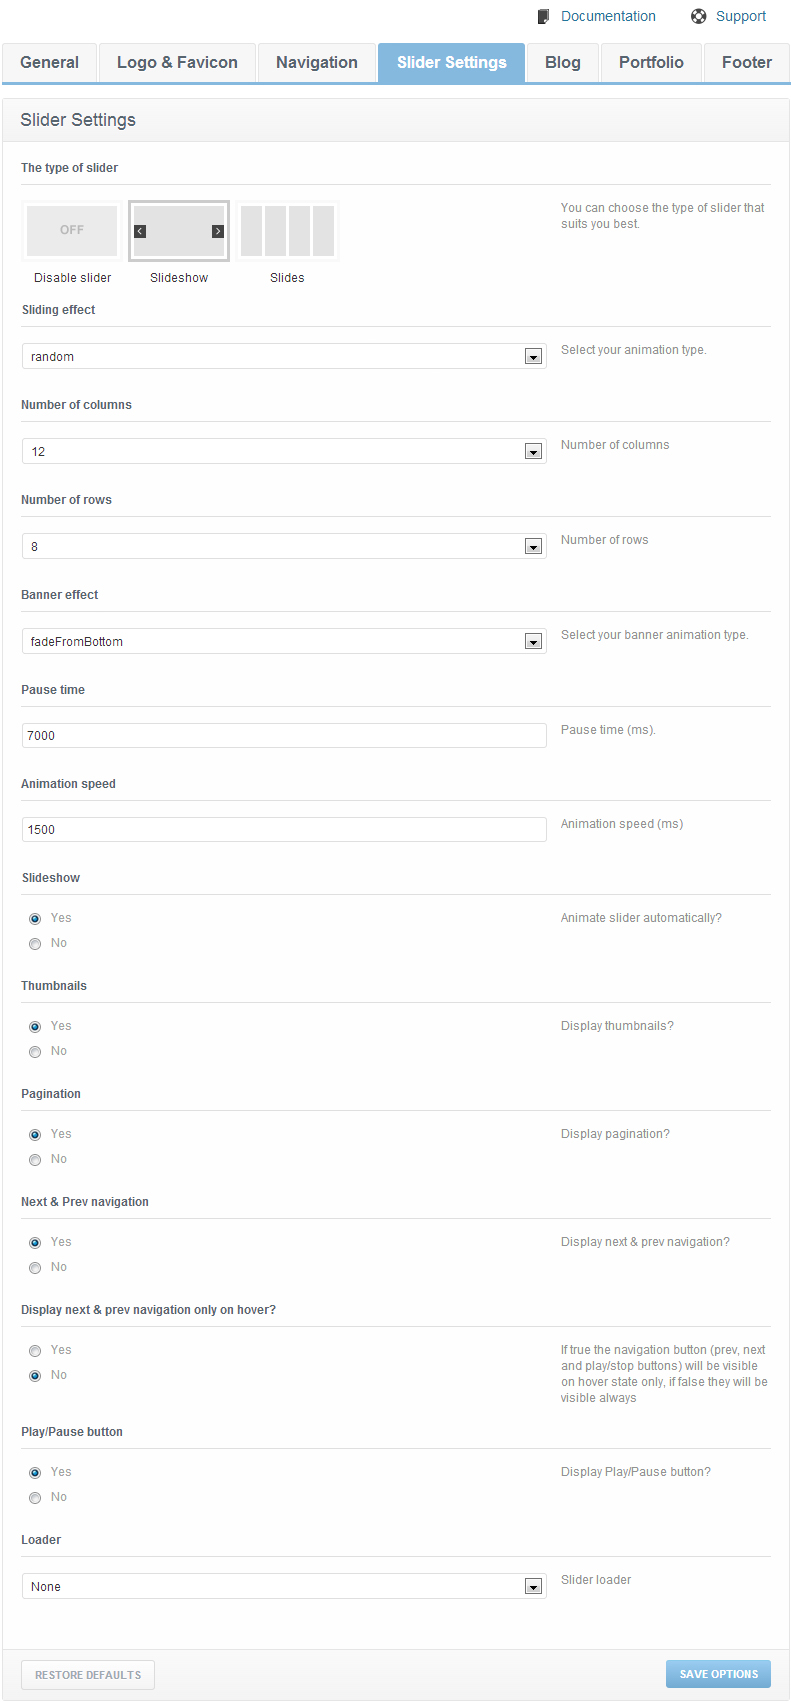 Documentation Support
General Logo & Favicon Navigation Slider Settings Blog Portfolio Footer
Slider Settings
The type of slider
OFF
You can choose the type of slider that
suits you best.
Disable slider Slideshow Slides
Sliding effect
random
Select your animation type.
Number of columns
12
Number of columns
Number of rows
8
Number of rows
Banner effect
fadeFromBottom
Select your banner animation type.
Pause time
7000
Pause time (ms).
Animation speed
1500
Animation speed (ms)
Slideshow
Yes
Animate slider automatically?
No
Thumbnails
Yes
Display thumbnails?
No
Pagination
Yes
Display pagination?
No
Next & Prev navigation
Yes
Display next & prev navigation?
No
Display next & prev navigation only on hover?
Yes
No
If true the navigation button (prev, next
and play/stop buttons) will be visible
on hover state only, if false they will be
visible always
Play/Pause button
Yes
Display Play/Pause button?
No
Loader
None
Slider loader
RESTORE DEFAULTS SAVE OPTIONS